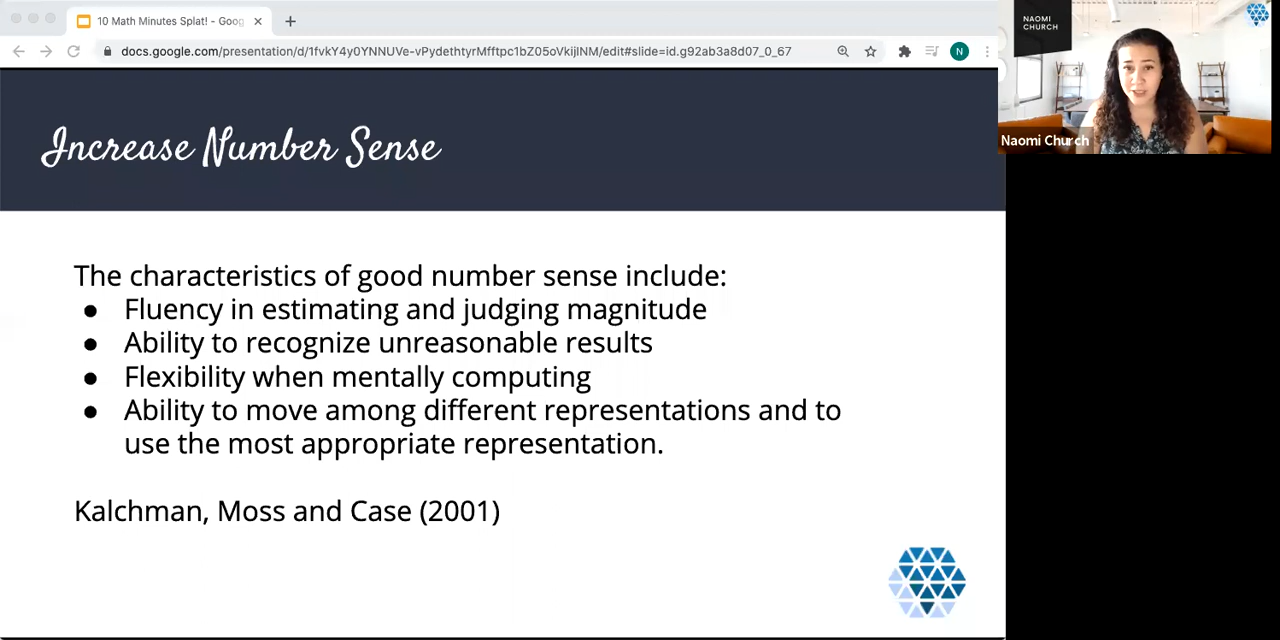 10 Math Minutes Splat! - Goog
docs.google.com/presentation/d/1fvkY4y0YNNUVe-vPydethtyrMfftpc1bZ05oVkijlNM/edit#slide=id.g92ab3a8d07_0_67
N
NAOMI
CHURCH
Naomi Church
Increase Number Sense
The characteristics of good number sense include:
● Fluency in estimating and judging magnitude
● Ability to recognize unreasonable results
● Flexibility when mentally computing
● Ability to move among different representations and to
use the most appropriate representation.
Kalchman, Moss and Case (2001)